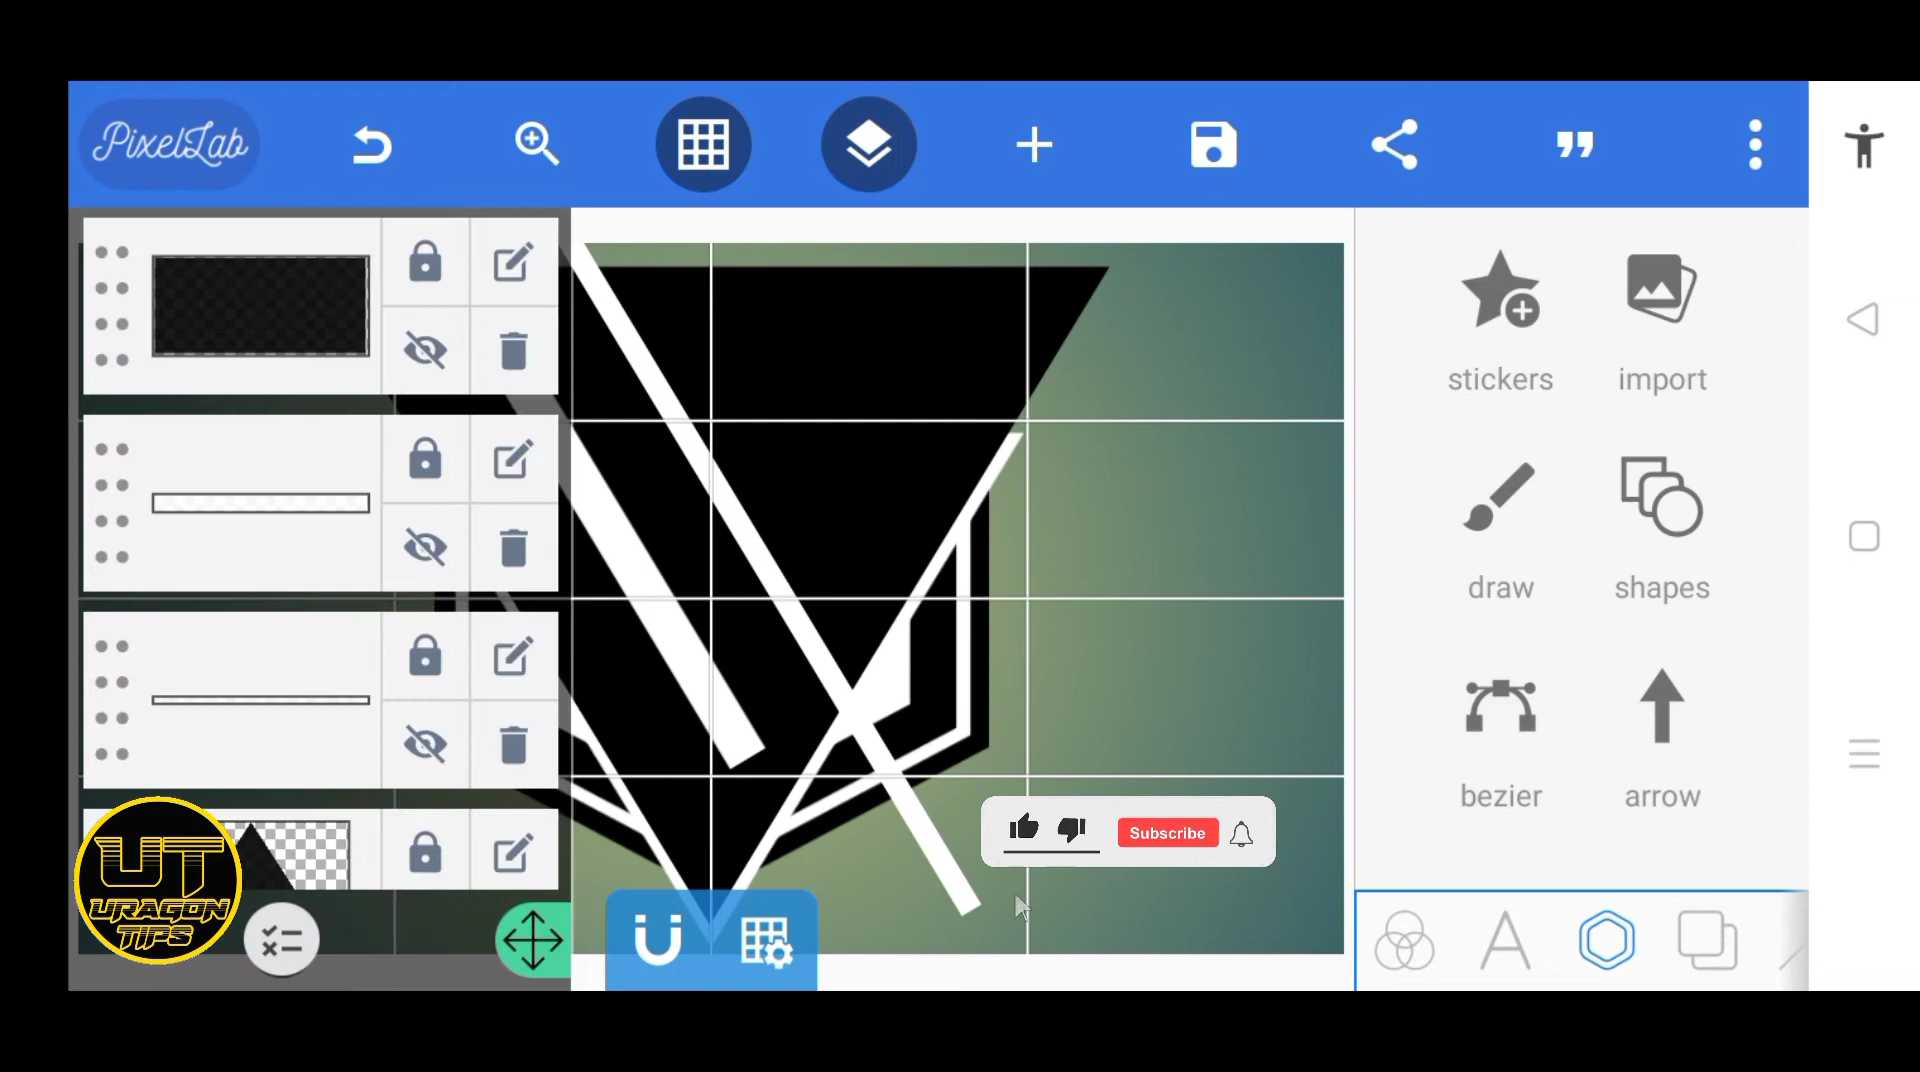 PixelLab
stickers
import
draw
shapes
bezier
arrow
Subscribe
UT
URAGON
TIPS